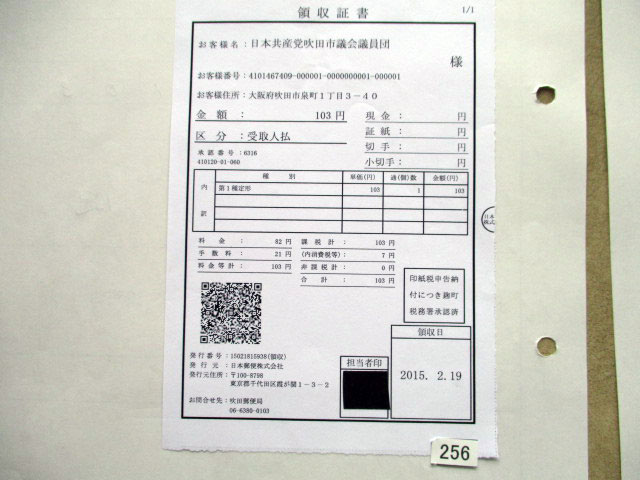 領収証書
1/1
お客様名：日本共産党吹田市議会議員団
様
お客様番号：4101467409-000001-0000000001-000001
お客様住所：大阪府吹田市泉町１丁目３－４０
金額： 103円
区分：受取人払
承認番号：6316
410120-01-060
現金： 円
証紙： 円
切手： 円
小切手： 円
内訳 種別 単価(円) 通(個)数 金額(円)
第１種定形 103 1 103
料金： 82円
手数料： 21円
料金等計： 103円
課税計： 103円
(内消費税等)： 7円
非課税計： 0円
合計： 103円
印紙税申告納
付につき麹町
税務署承認済
領収日
2015. 2.19
担当者印
発行番号：15021815938(領収)
発行元：日本郵便株式会社
発行元住所：〒100-8798
東京都千代田区霞が関１－３－２
お問合せ先：吹田郵便局
06-6380-0103
256